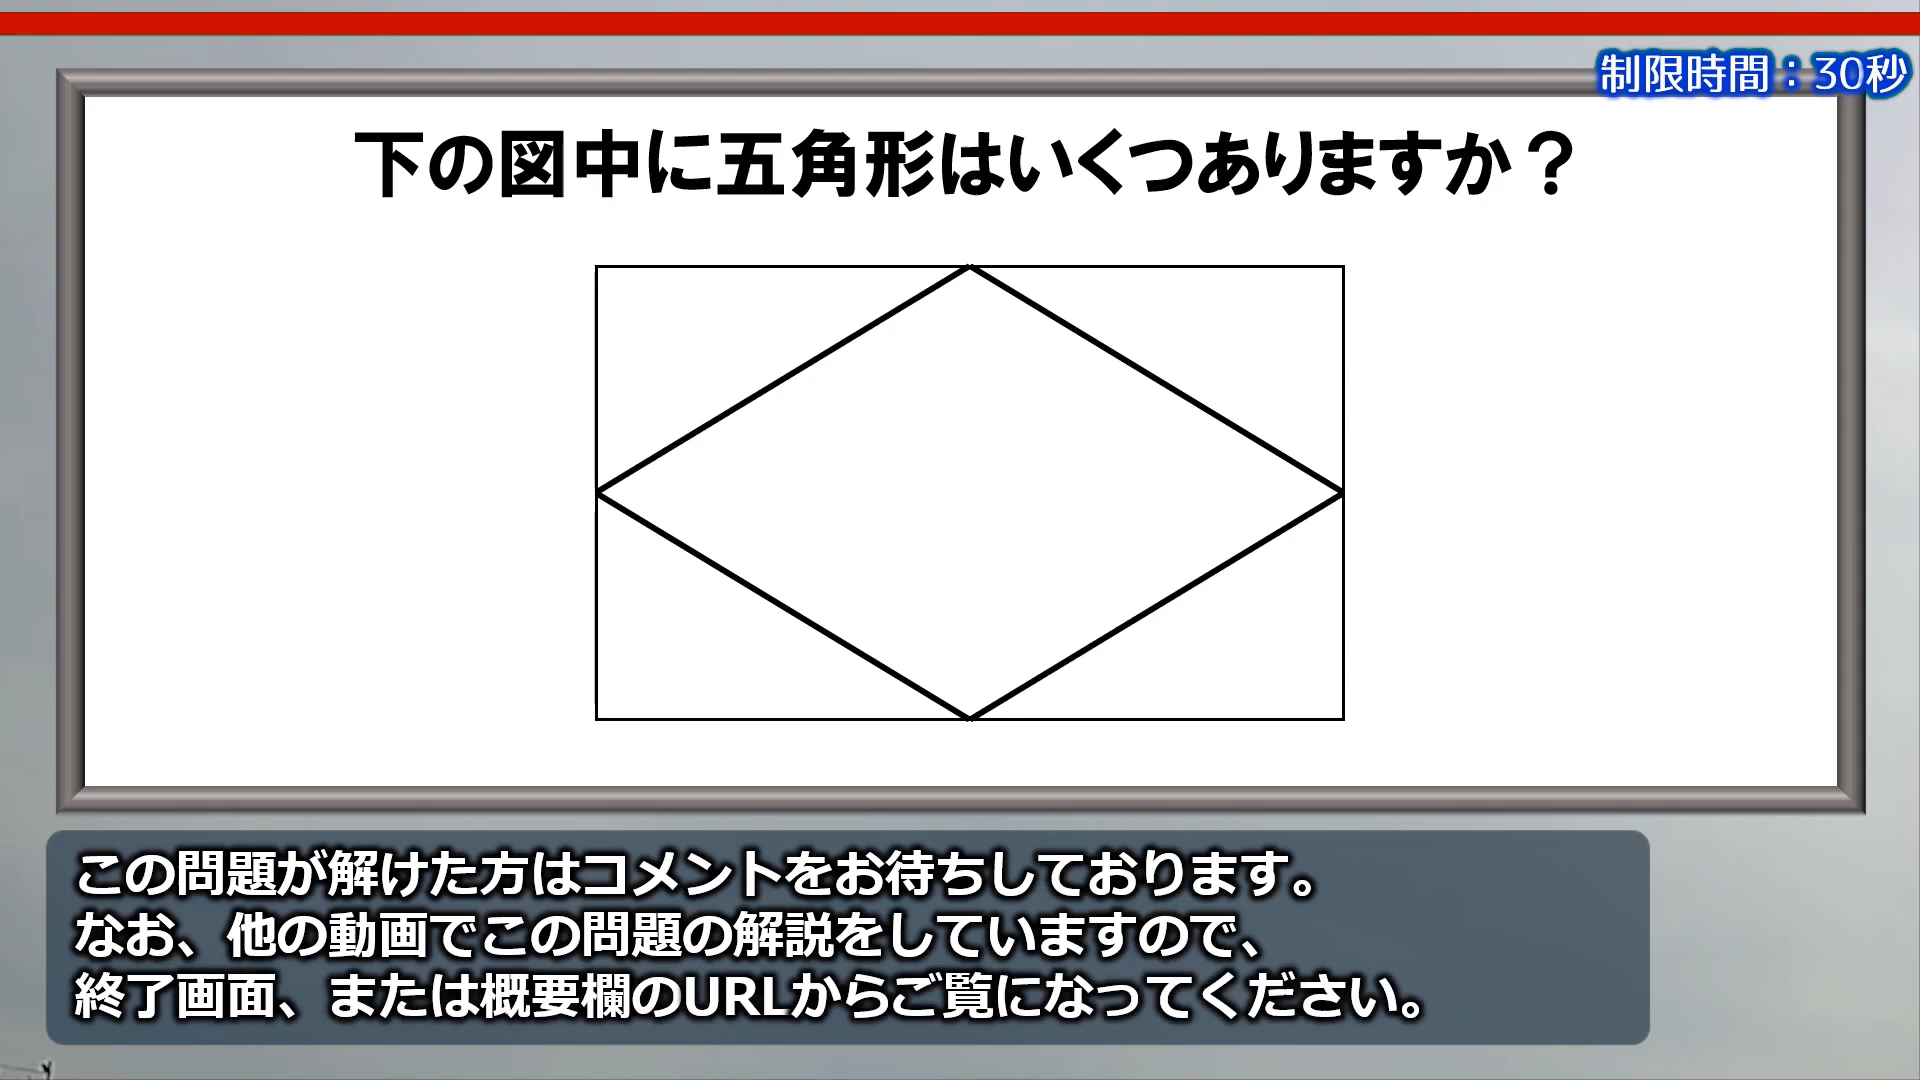 制限時間：30秒
下の図中に五角形はいくつありますか？
この問題が解けた方はコメントをお待ちしております。
なお、他の動画でこの問題の解説をしていますので、
終了画面、または概要欄のURLからご覧になってください。